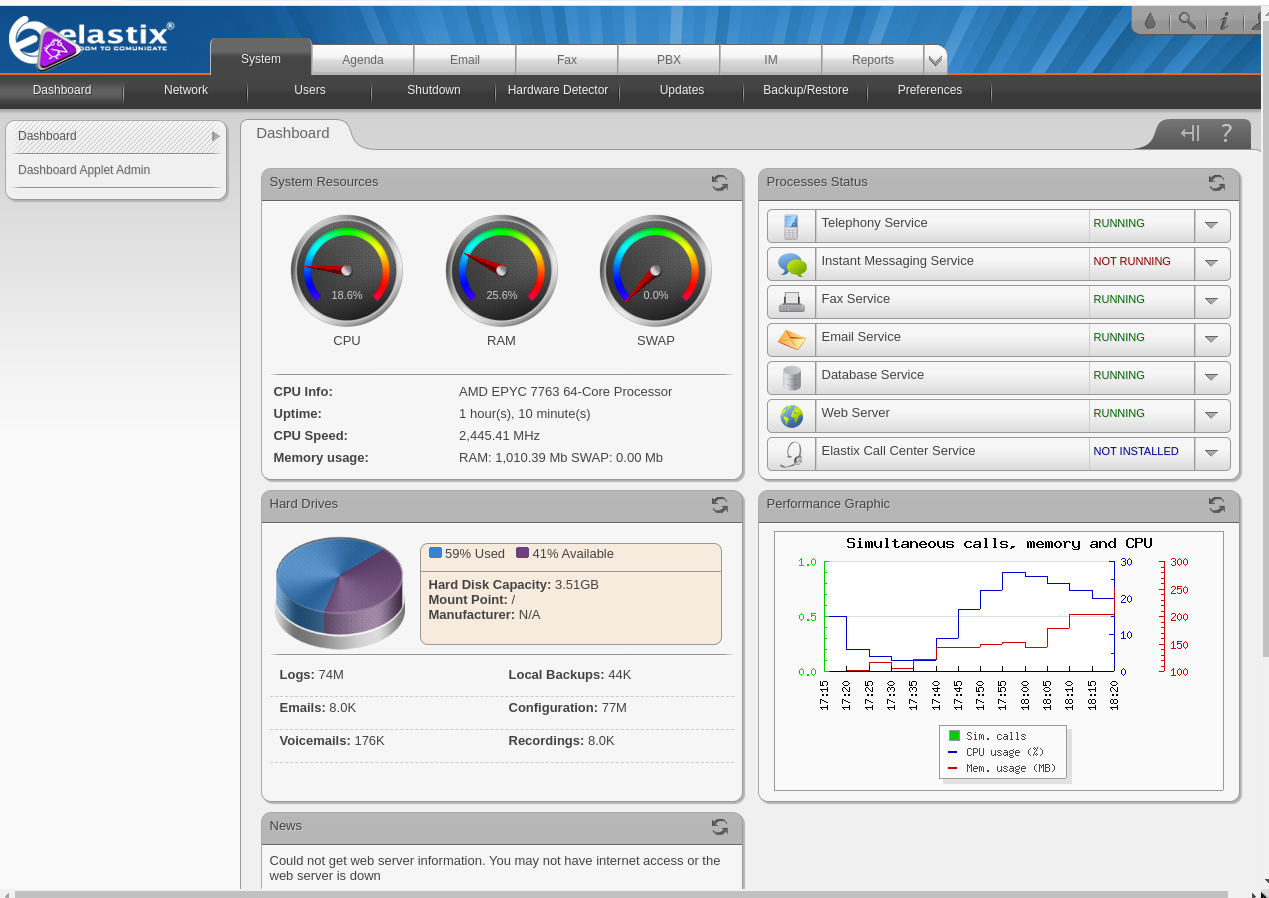 elastix®
FREEDOM TO COMMUNICATE
System
Agenda
Email
Fax
PBX
IM
Reports
Dashboard
Network
Users
Shutdown
Hardware Detector
Updates
Backup/Restore
Preferences
Dashboard
Dashboard Applet Admin
Dashboard
?
System Resources
18.6%
25.6%
0.0%
CPU
RAM
SWAP
CPU Info: AMD EPYC 7763 64-Core Processor
Uptime: 1 hour(s), 10 minute(s)
CPU Speed: 2,445.41 MHz
Memory usage: RAM: 1,010.39 Mb SWAP: 0.00 Mb
Processes Status
Telephony Service RUNNING
Instant Messaging Service NOT RUNNING
Fax Service RUNNING
Email Service RUNNING
Database Service RUNNING
Web Server RUNNING
Elastix Call Center Service NOT INSTALLED
Hard Drives
59% Used 41% Available
Hard Disk Capacity: 3.51GB
Mount Point: /
Manufacturer: N/A
Logs: 74M Local Backups: 44K
Emails: 8.0K Configuration: 77M
Voicemails: 176K Recordings: 8.0K
Performance Graphic
Simultaneous calls, memory and CPU
1.0
0.5
0.0
30
20
10
0
300
250
200
150
100
17:15
17:20
17:25
17:30
17:35
17:40
17:45
17:50
17:55
18:00
18:05
18:10
18:15
18:20
Sim. calls
CPU usage (%)
Mem. usage (MB)
News
Could not get web server information. You may not have internet access or the
web server is down